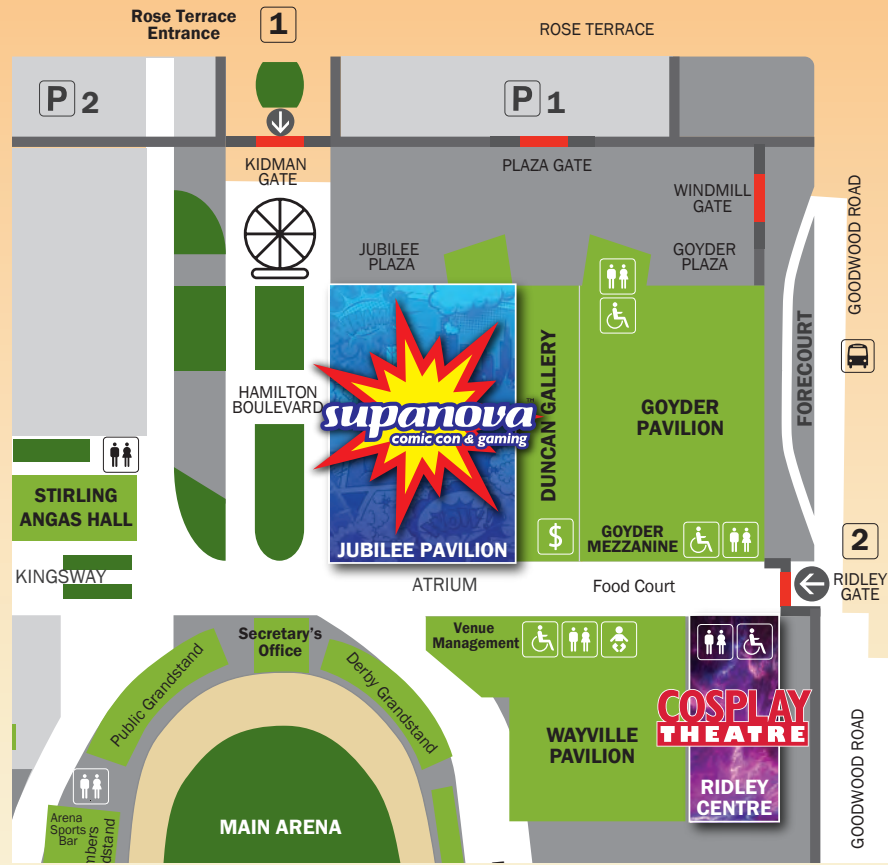 Rose Terrace
Entrance
1
ROSE TERRACE
P 2
P 1
KIDMAN
GATE
PLAZA GATE
WINDMILL
GATE
JUBILEE
PLAZA
GOYDER
PLAZA
GOODWOOD ROAD
FORECOURT
HAMILTON
BOULEVARD
supanova
™
comic con & gaming
DUNCAN GALLERY
GOYDER
PAVILION
STIRLING
ANGAS HALL
$
GOYDER
MEZZANINE
JUBILEE PAVILION
2
KINGSWAY
ATRIUM
Food Court
RIDLEY
GATE
Secretary's
Office
Venue
Management
Public Grandstand
Derby Grandstand
COSPLAY
THEATRE
WAYVILLE
PAVILION
RIDLEY
CENTRE
GOODWOOD ROAD
Arena
Sports
Bar
MAIN ARENA